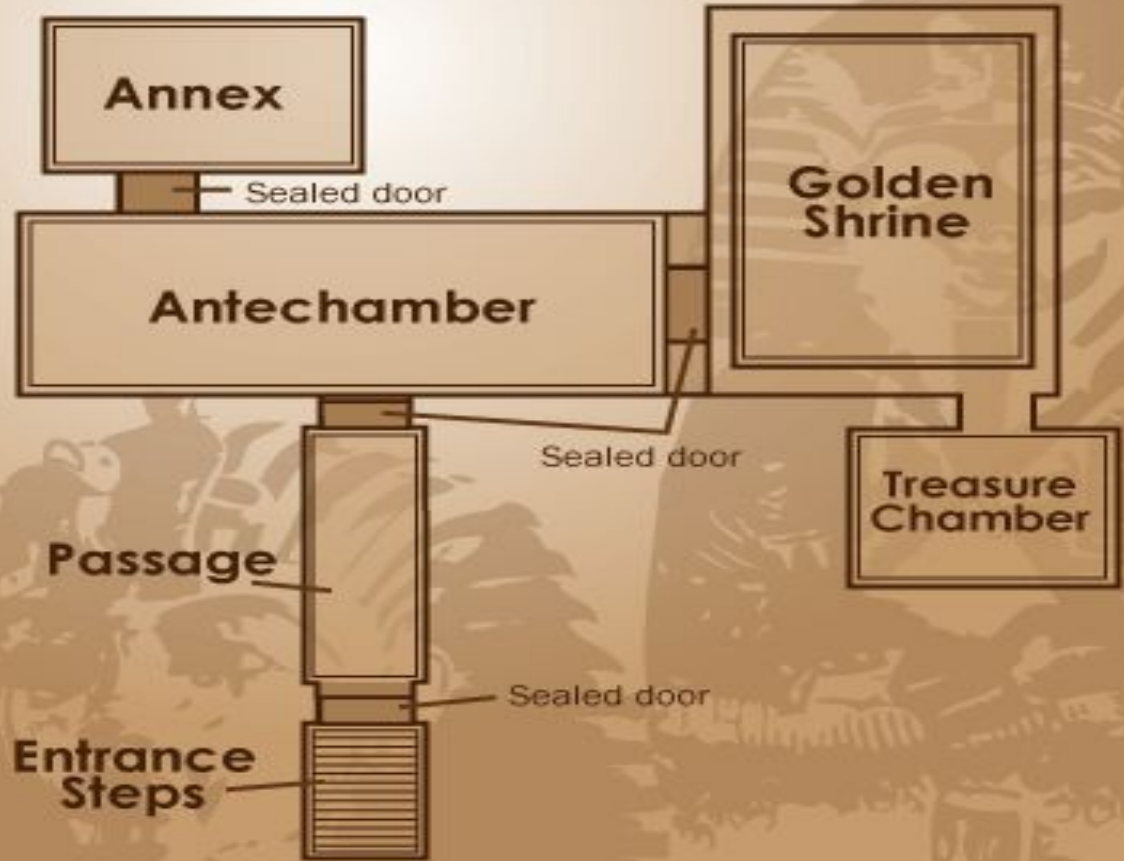 Annex
Sealed door
Golden
Shrine
Antechamber
Sealed door
Treasure
Chamber
Passage
Sealed door
Entrance
Steps